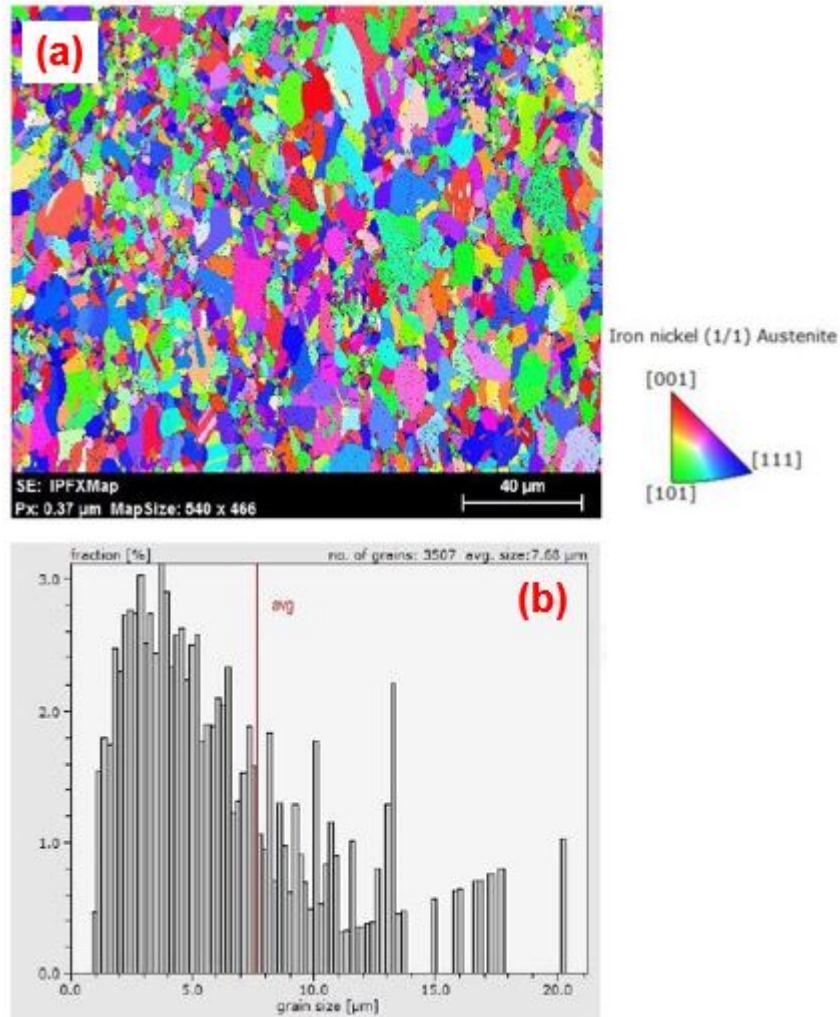 (a)
Iron nickel (1/1) Austenite
[001]
[111]
[101]
SE: IPFXMap
40 µm
Px: 0.37 µm MapSize: 540 x 466
fraction [%]
no. of grains: 3507 avg. size:7.68 µm
(b)
3.0
avg
2.0
1.0
0.0
0.0 5.0 10.0 15.0 20.0
grain size [µm]